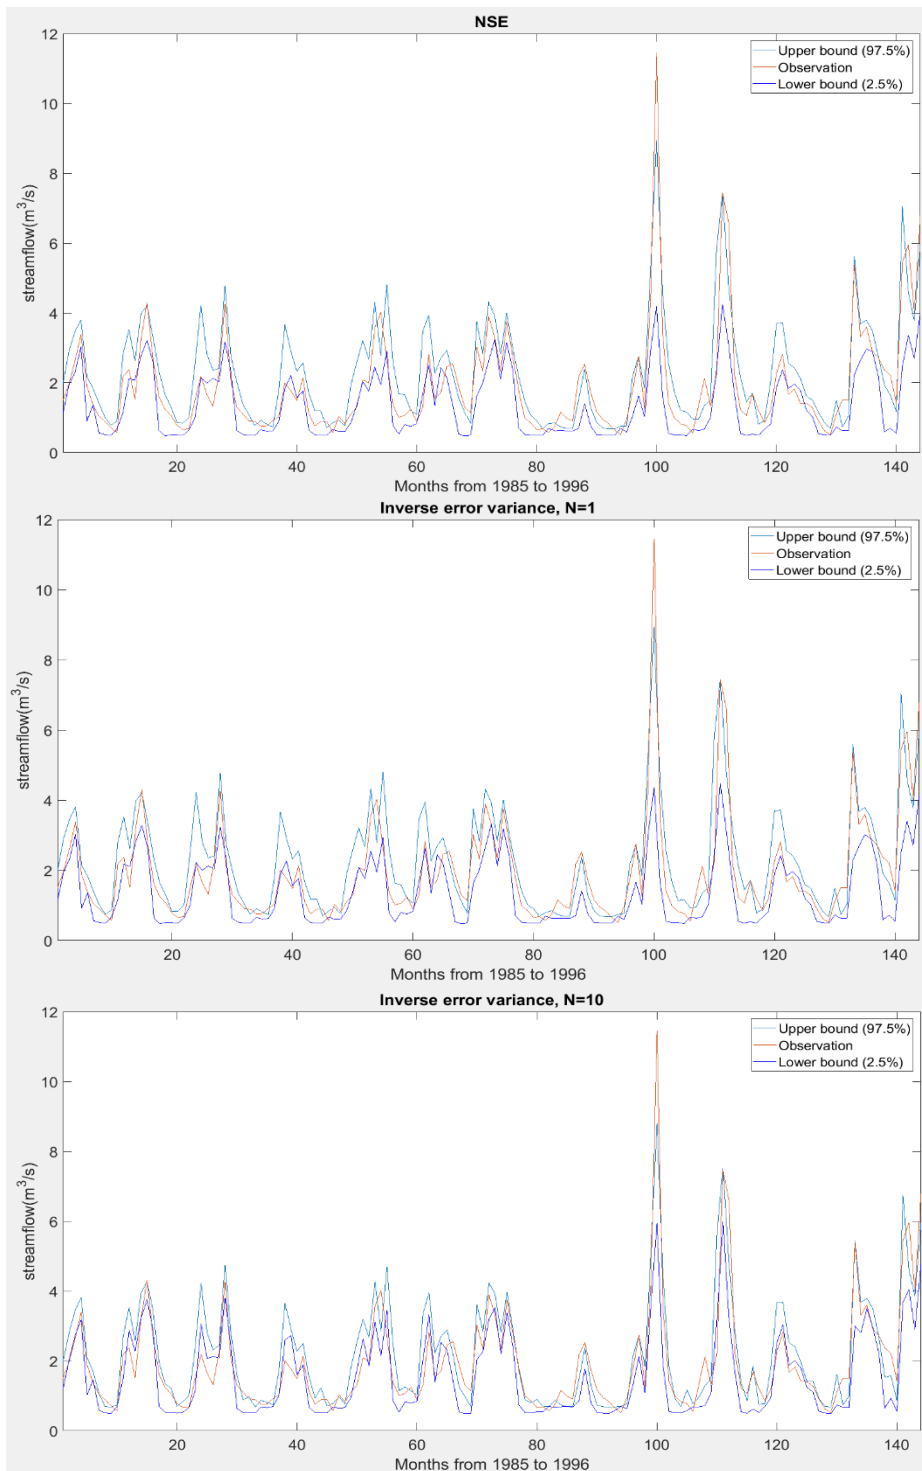 NSE
12
10
8
6
4
2
0
streamflow(m³/s)
Upper bound (97.5%)
Observation
Lower bound (2.5%)
20 40 60 80 100 120 140
Months from 1985 to 1996
Inverse error variance, N=1
12
10
8
6
4
2
0
streamflow(m³/s)
Upper bound (97.5%)
Observation
Lower bound (2.5%)
20 40 60 80 100 120 140
Months from 1985 to 1996
Inverse error variance, N=10
12
10
8
6
4
2
0
streamflow(m³/s)
Upper bound (97.5%)
Observation
Lower bound (2.5%)
20 40 60 80 100 120 140
Months from 1985 to 1996